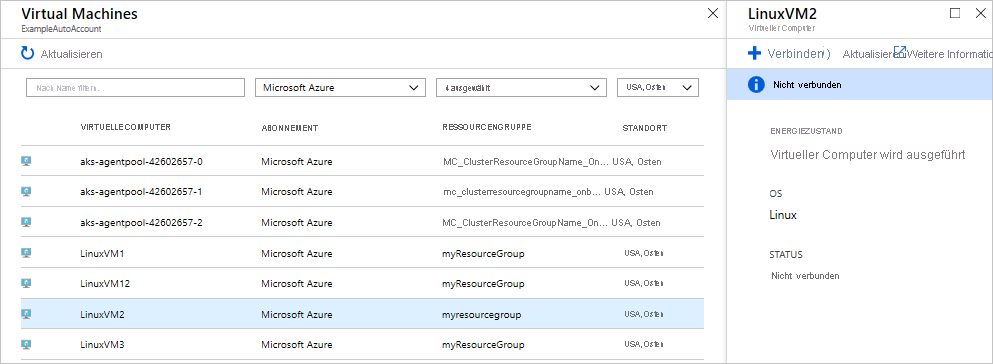 Virtual Machines
ExampleAutoAccount
Aktualisieren
Nach Name filtern...
Microsoft Azure
4 ausgewählt
USA, Osten
VIRTUELLE COMPUTER ABONNEMENT RESSOURCENGRUPPE STANDORT
aks-agentpool-42602657-0 Microsoft Azure MC_ClusterResourceGroupName_On... USA, Osten
aks-agentpool-42602657-1 Microsoft Azure mc_clusterresourcegroupname_onb... USA, Osten
aks-agentpool-42602657-2 Microsoft Azure MC_ClusterResourceGroupName_On... USA, Osten
LinuxVM1 Microsoft Azure myResourceGroup USA, Osten
LinuxVM12 Microsoft Azure myResourceGroup USA, Osten
LinuxVM2 Microsoft Azure myresourcegroup USA, Osten
LinuxVM3 Microsoft Azure myResourceGroup USA, Osten
LinuxVM2
Virtueller Computer
Verbinden Aktualisieren Weitere Informatio
Nicht verbunden
ENERGIEZUSTAND
Virtueller Computer wird ausgeführt
OS
Linux
STATUS
Nicht verbunden